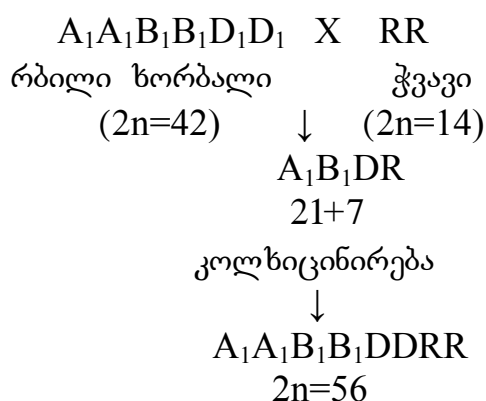 A₁A₁B₁B₁D₁D₁ X RR
რბილი ხორბალი ჭვავი
(2n=42) ↓ (2n=14)
A₁B₁DR
21+7
კოლხიცინირება
↓
A₁A₁B₁B₁DDRR
2n=56